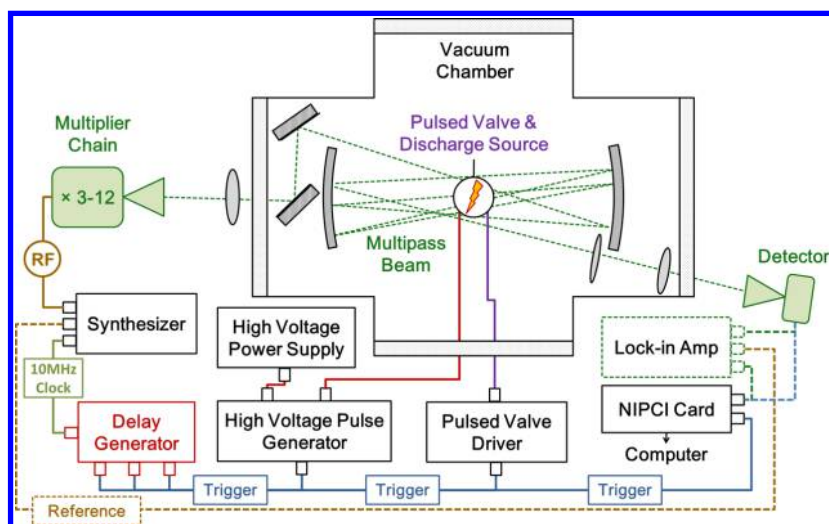 Vacuum
Chamber
Multiplier
Chain
Pulsed Valve &
Discharge Source
× 3-12
Multipass
Beam
Detector
RF
Synthesizer
High Voltage
Power Supply
Lock-in Amp
10MHz
Clock
Delay
Generator
High Voltage Pulse
Generator
Pulsed Valve
Driver
NIPCI Card
Computer
Trigger
Trigger
Trigger
Reference